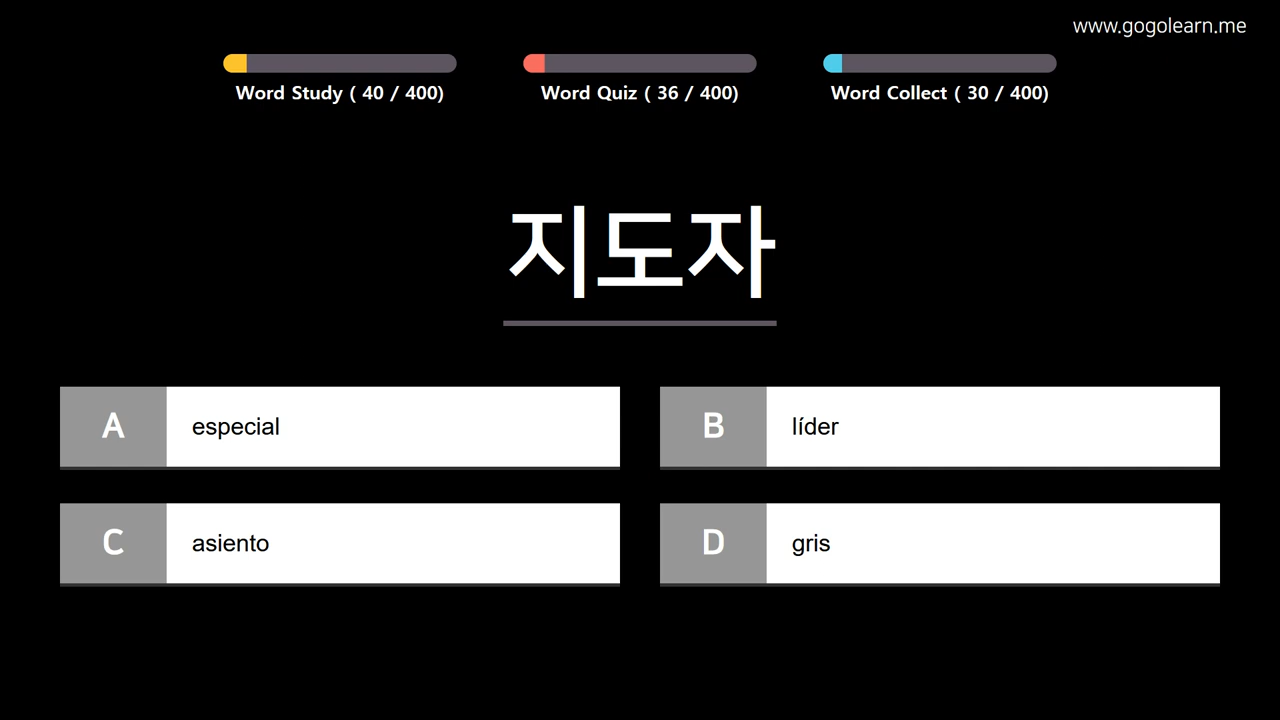 www.gogolearn.me
Word Study ( 40 / 400)
Word Quiz ( 36 / 400)
Word Collect ( 30 / 400)
지도자
A especial
B líder
C asiento
D gris